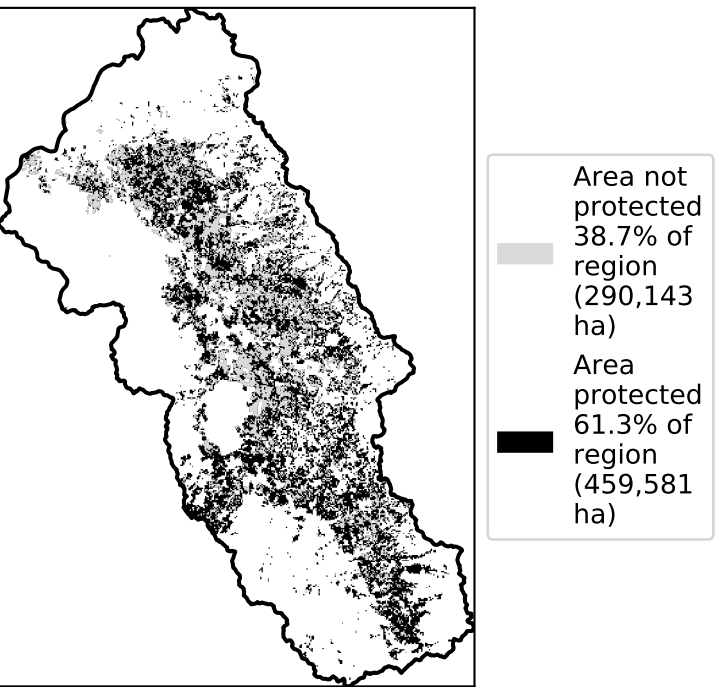 Area not
protected
38.7% of
region
(290,143
ha)
Area
protected
61.3% of
region
(459,581
ha)